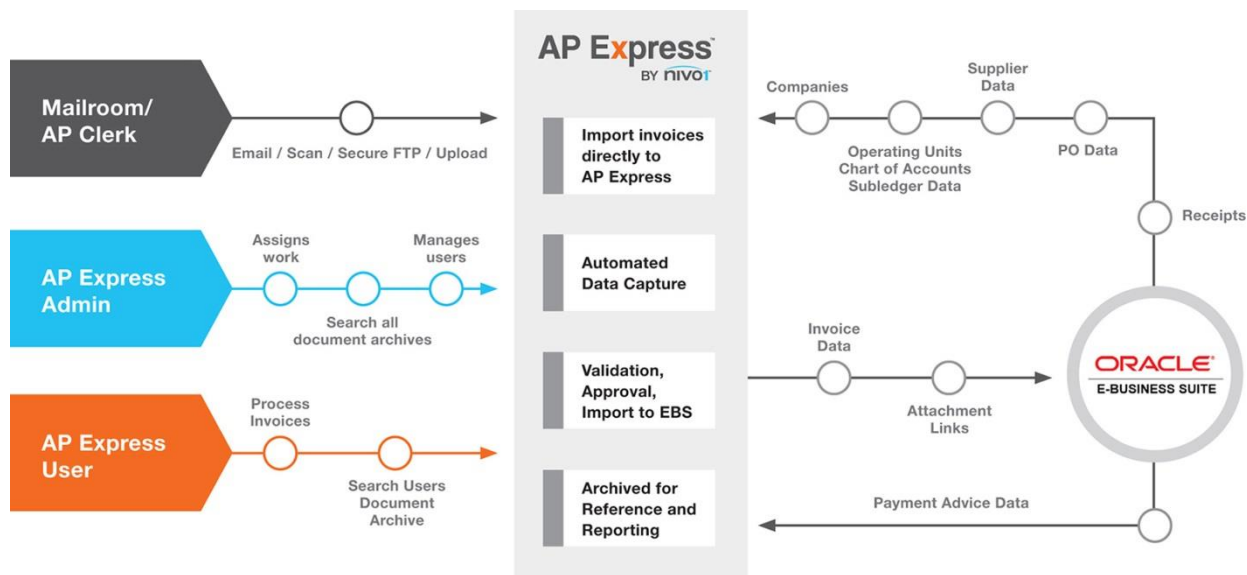 AP Express™
BY nivo1
Mailroom/
AP Clerk
Email / Scan / Secure FTP / Upload
AP Express
Admin
Assigns
work
Search all
document archives
Manages
users
AP Express
User
Process
Invoices
Search Users
Document
Archive
Import invoices
directly to
AP Express
Automated
Data Capture
Validation,
Approval,
Import to EBS
Archived for
Reference and
Reporting
Companies
Operating Units
Chart of Accounts
Subledger Data
Supplier
Data
PO Data
Receipts
Invoice
Data
Attachment
Links
ORACLE®
E-BUSINESS SUITE
Payment Advice Data